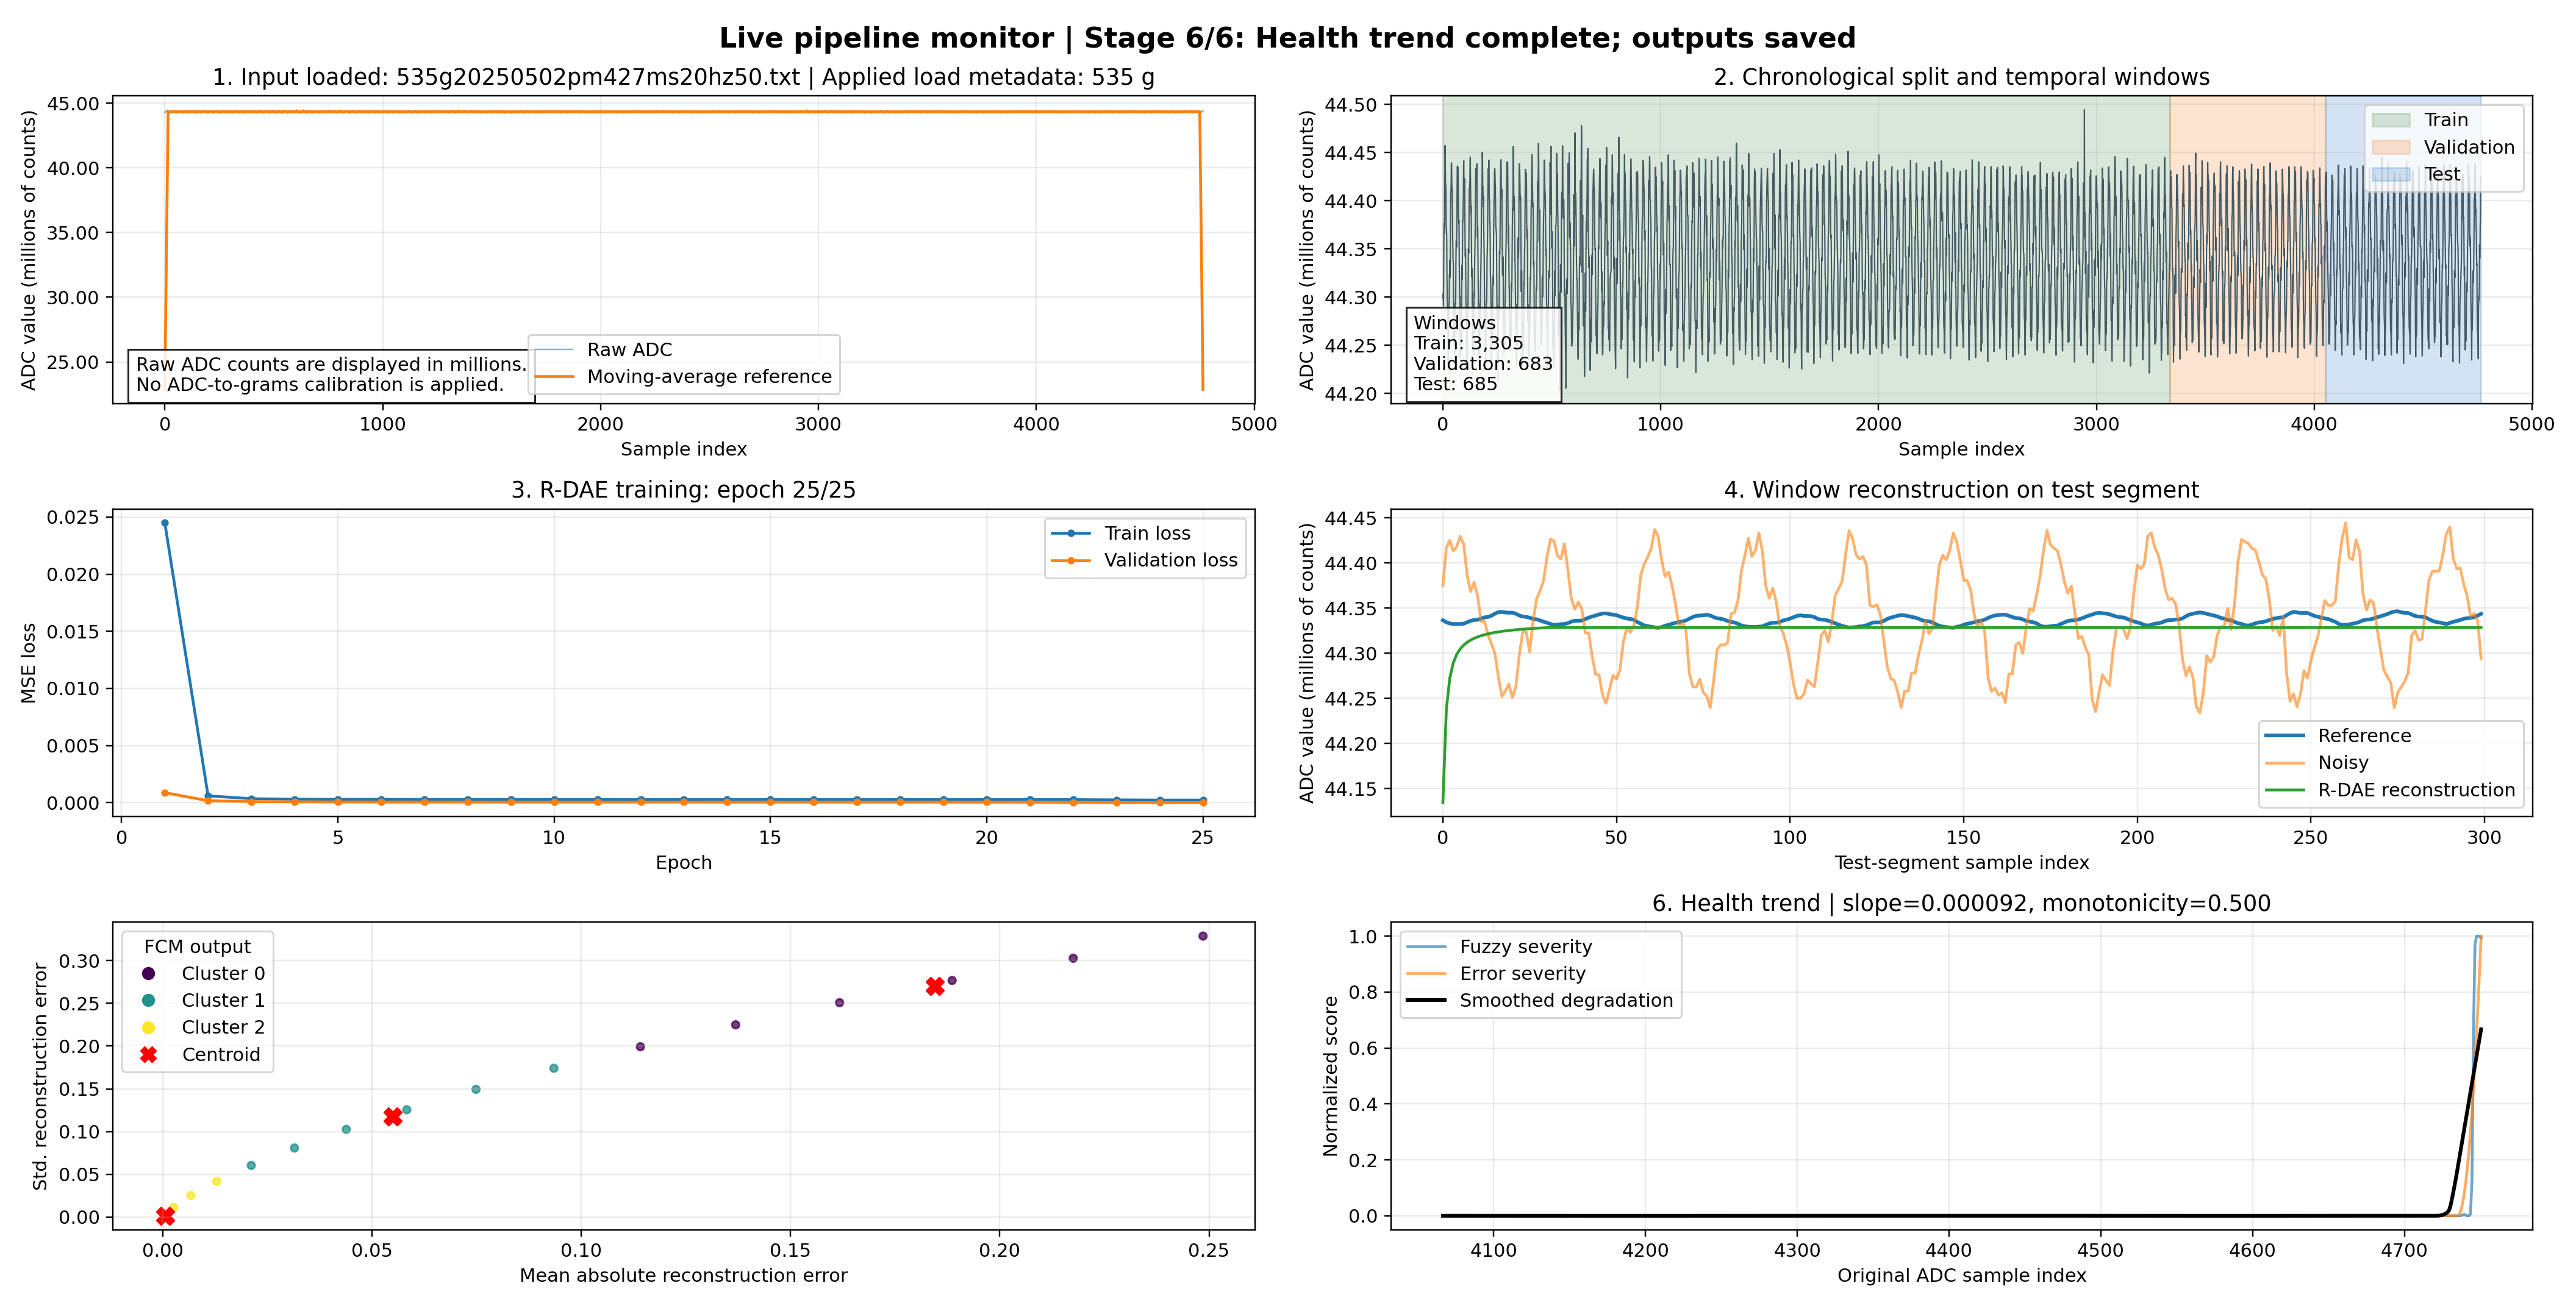 Live pipeline monitor | Stage 6/6: Health trend complete; outputs saved
1. Input loaded: 535g20250502pm427ms20hz50.txt | Applied load metadata: 535 g
ADC value (millions of counts)
45.00
40.00
35.00
30.00
25.00
Raw ADC counts are displayed in millions.
No ADC-to-grams calibration is applied.
Raw ADC
Moving-average reference
0
1000
2000
3000
4000
5000
Sample index
2. Chronological split and temporal windows
ADC value (millions of counts)
44.50
44.45
44.40
44.35
44.30
44.25
44.20
Train
Validation
Test
Windows
Train: 3,305
Validation: 683
Test: 685
0
1000
2000
3000
4000
5000
Sample index
3. R-DAE training: epoch 25/25
MSE loss
0.025
0.020
0.015
0.010
0.005
0.000
Train loss
Validation loss
0
5
10
15
20
25
Epoch
4. Window reconstruction on test segment
ADC value (millions of counts)
44.45
44.40
44.35
44.30
44.25
44.20
44.15
Reference
Noisy
R-DAE reconstruction
0
50
100
150
200
250
300
Test-segment sample index
Std. reconstruction error
0.30
0.25
0.20
0.15
0.10
0.05
0.00
FCM output
Cluster 0
Cluster 1
Cluster 2
Centroid
0.00
0.05
0.10
0.15
0.20
0.25
Mean absolute reconstruction error
6. Health trend | slope=0.000092, monotonicity=0.500
Normalized score
1.0
0.8
0.6
0.4
0.2
0.0
Fuzzy severity
Error severity
Smoothed degradation
4100
4200
4300
4400
4500
4600
4700
Original ADC sample index